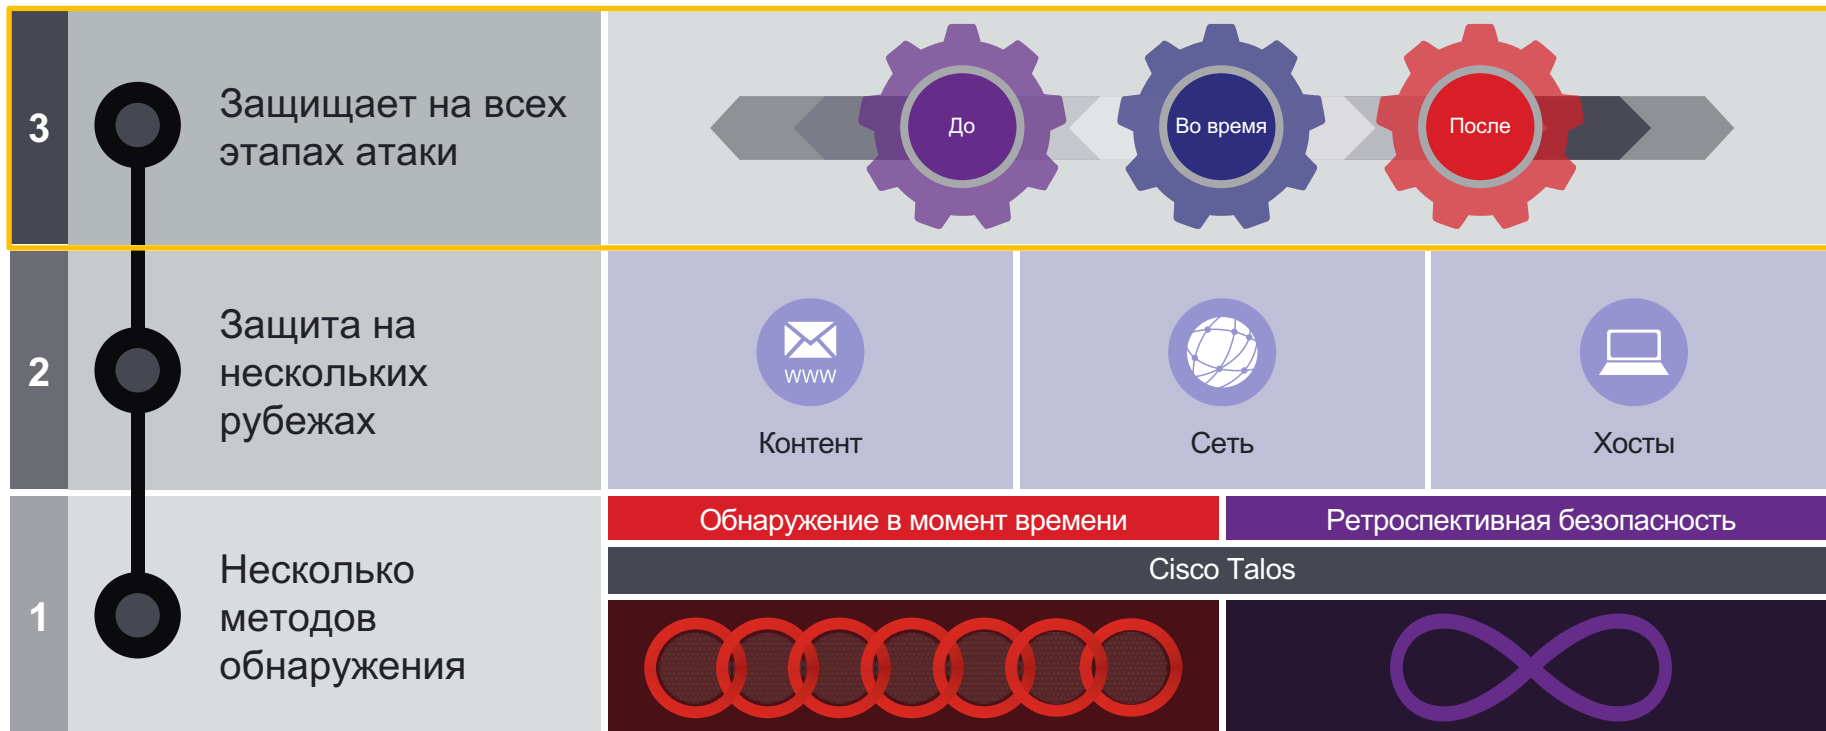 3
Защищает на всех
этапах атаки
До
Во время
После
2
Защита на
нескольких
рубежах
www
Контент
Сеть
Хосты
1
Несколько
методов
обнаружения
Обнаружение в момент времени
Ретроспективная безопасность
Cisco Talos